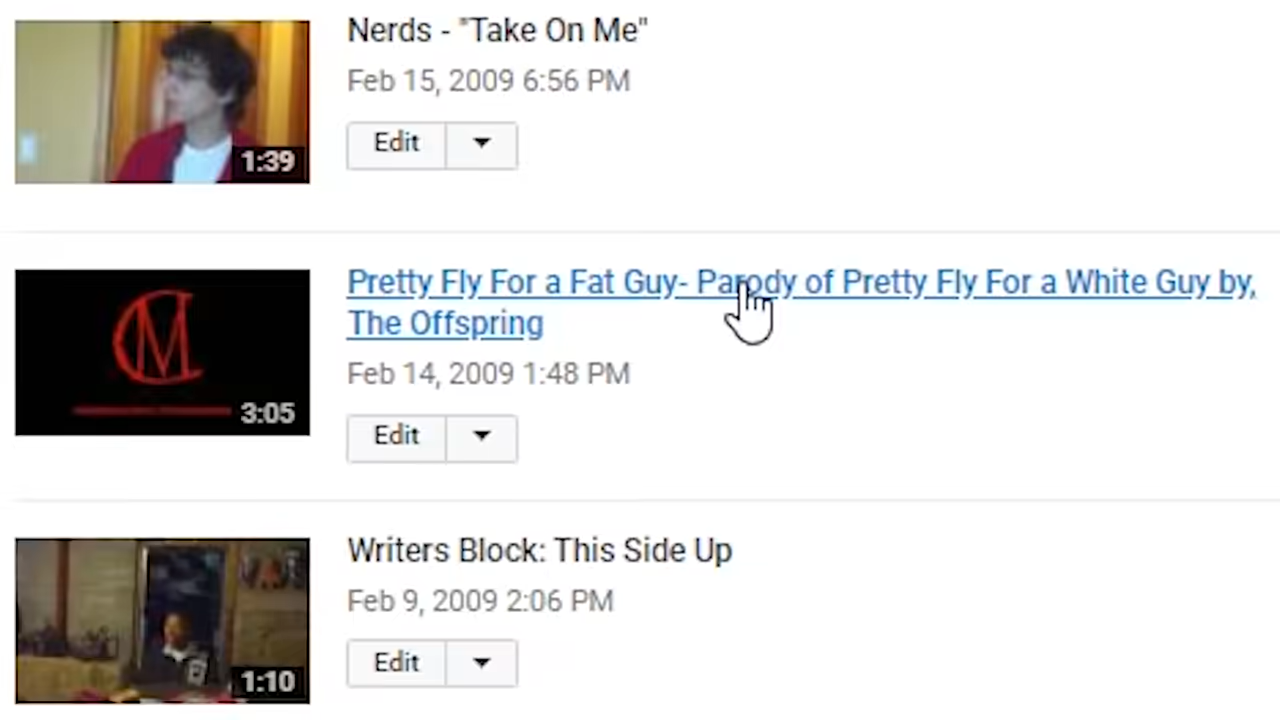 Nerds - "Take On Me"
Feb 15, 2009 6:56 PM
Edit
1:39
Pretty Fly For a Fat Guy- Parody of Pretty Fly For a White Guy by,
The Offspring
Feb 14, 2009 1:48 PM
CM
3:05
Edit
Writers Block: This Side Up
Feb 9, 2009 2:06 PM
Edit
1:10